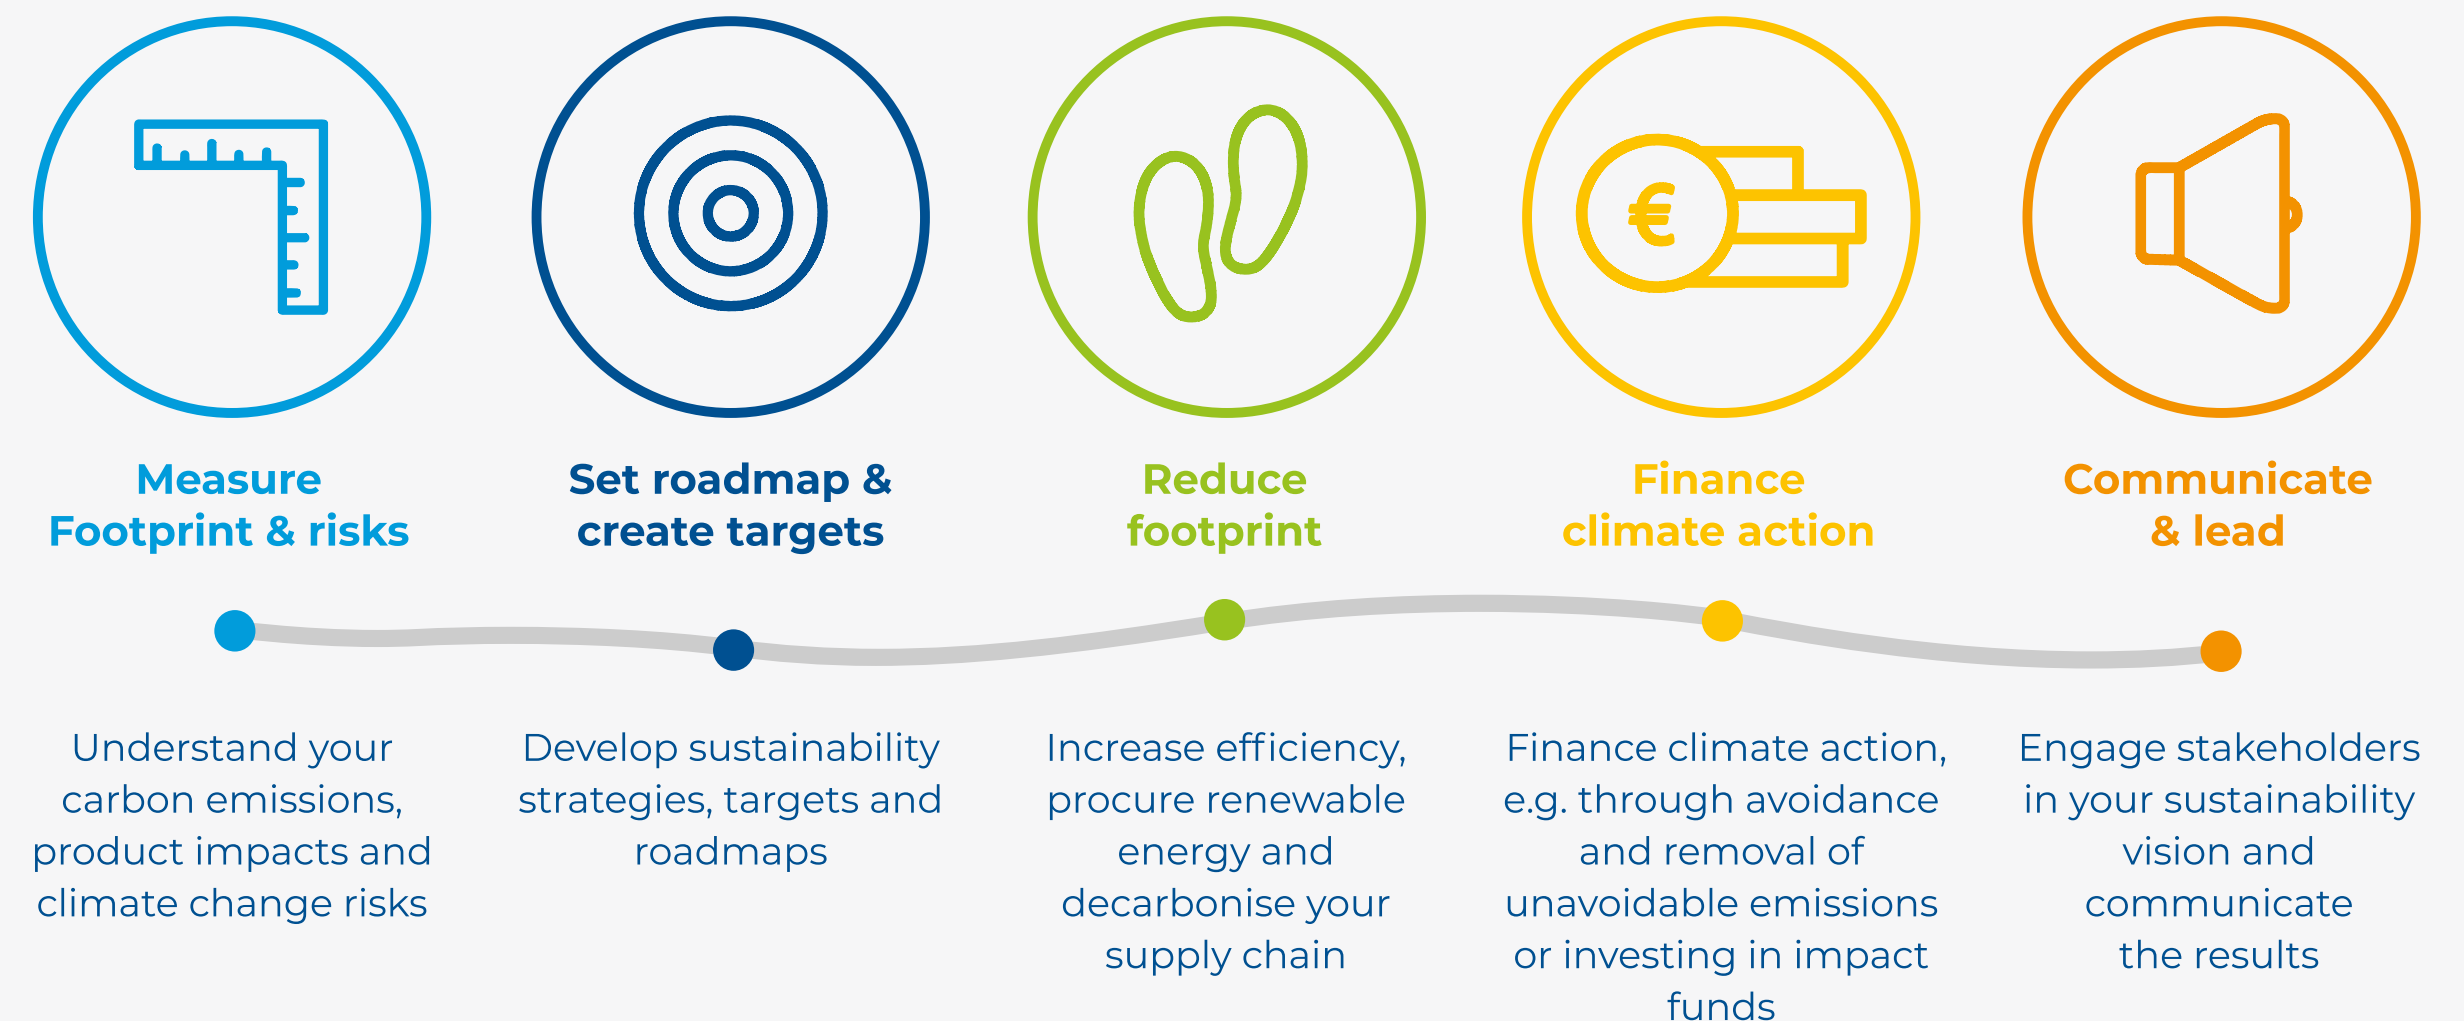 Measure
Footprint & risks
Set roadmap &
create targets
Reduce
footprint
€
Finance
climate action
Communicate
& lead
Understand your
carbon emissions,
product impacts and
climate change risks
Develop sustainability
strategies, targets and
roadmaps
Increase efficiency,
procure renewable
energy and
decarbonise your
supply chain
Finance climate action,
e.g. through avoidance
and removal of
unavoidable emissions
or investing in impact
funds
Engage stakeholders
in your sustainability
vision and
communicate
the results